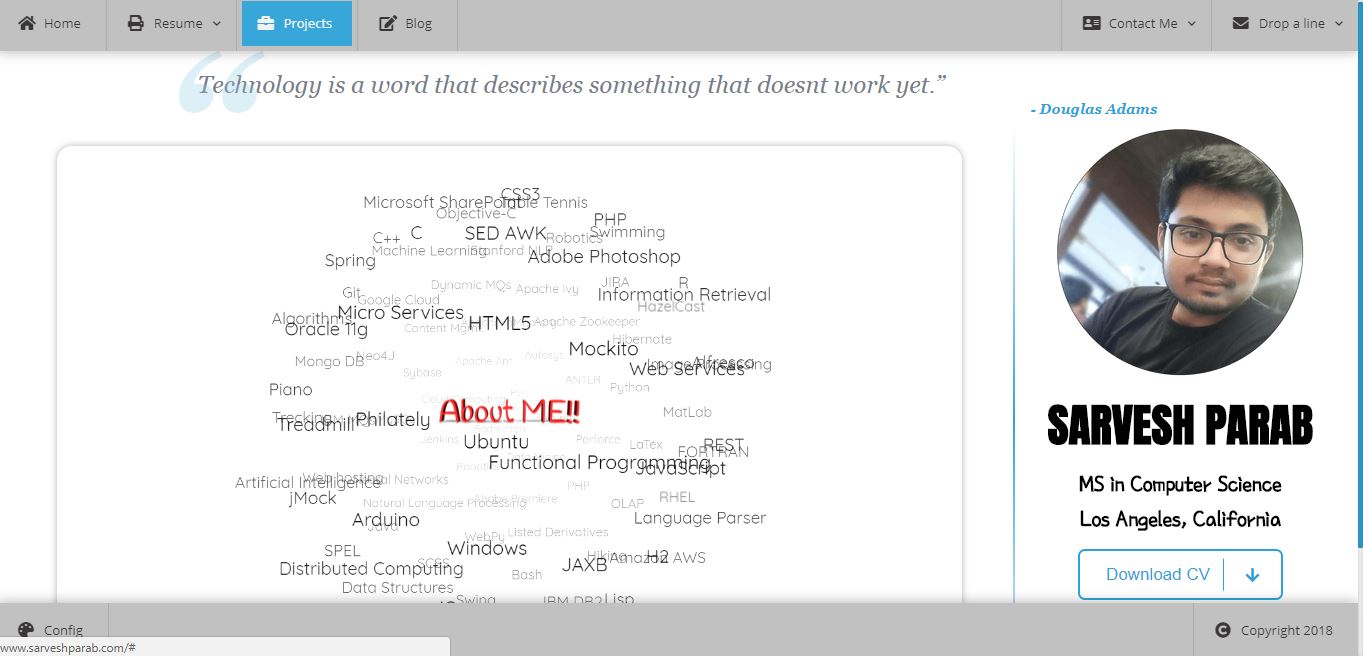 Home
Resume
Projects
Blog
Contact Me
Drop a line
“Technology is a word that describes something that doesnt work yet.”
- Douglas Adams
CSS3
Microsoft SharePoint
Table Tennis
Objective-C
PHP
C
SED AWK
Swimming
C++
Robotics
Machine Learning
Stanford NLP
Adobe Photoshop
Spring
JIRA
R
Dynamic MQs
Apache Ivy
Git
Information Retrieval
Google Cloud
HazelCast
Micro Services
Algorithms
HTML5
Apache Zookeeper
Oracle 11g
Content Mgmt
Hibernate
Mockito
Neo4J
Autosys
Mongo DB
Apache Ant
Alfresco
Image Processing
Web Services
Sybase
ANTLR
Python
Piano
About ME!!
MatLab
Trecking
Philately
Treadmill
Jenkins
Ubuntu
Perforce
LaTex
REST
FORTRAN
Functional Programming
JavaScript
Web hosting
Neural Networks
Artificial Intelligence
PHP
jMock
Natural Language Processing
Adobe Premiere
OLAP
RHEL
Arduino
Java
Language Parser
WebPy
Listed Derivatives
SPEL
Windows
Hiking
Amazon AWS
H2
JAXB
Distributed Computing
Bash
Data Structures
Swing
IBM DB2
Lisp
SARVESH PARAB
MS in Computer Science
Los Angeles, California
Download CV
Config
Copyright 2018
www.sarveshparab.com/#